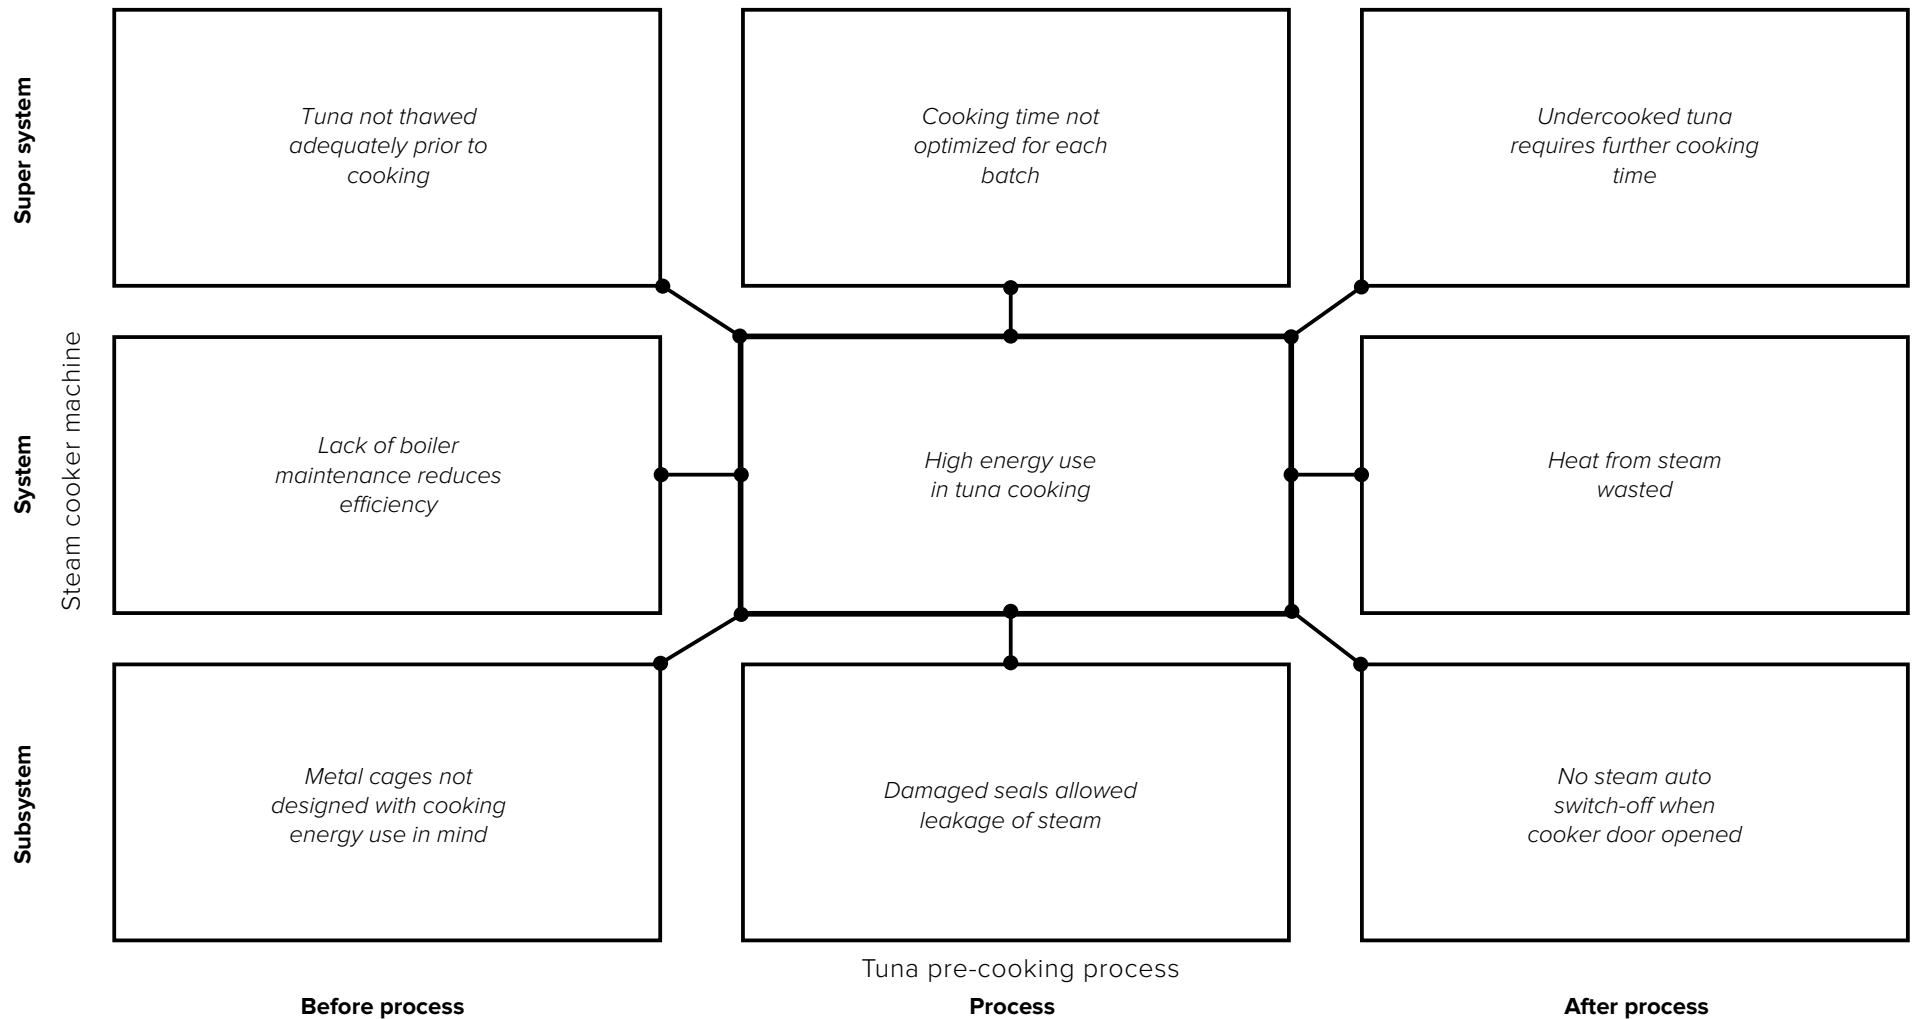 Super system
Tuna not thawed
adequately prior to
cooking
Cooking time not
optimized for each
batch
Undercooked tuna
requires further cooking
time
System
Steam cooker machine
Lack of boiler
maintenance reduces
efficiency
High energy use
in tuna cooking
Heat from steam
wasted
Subsystem
Metal cages not
designed with cooking
energy use in mind
Damaged seals allowed
leakage of steam
No steam auto
switch-off when
cooker door opened
Tuna pre-cooking process
Before process
Process
After process